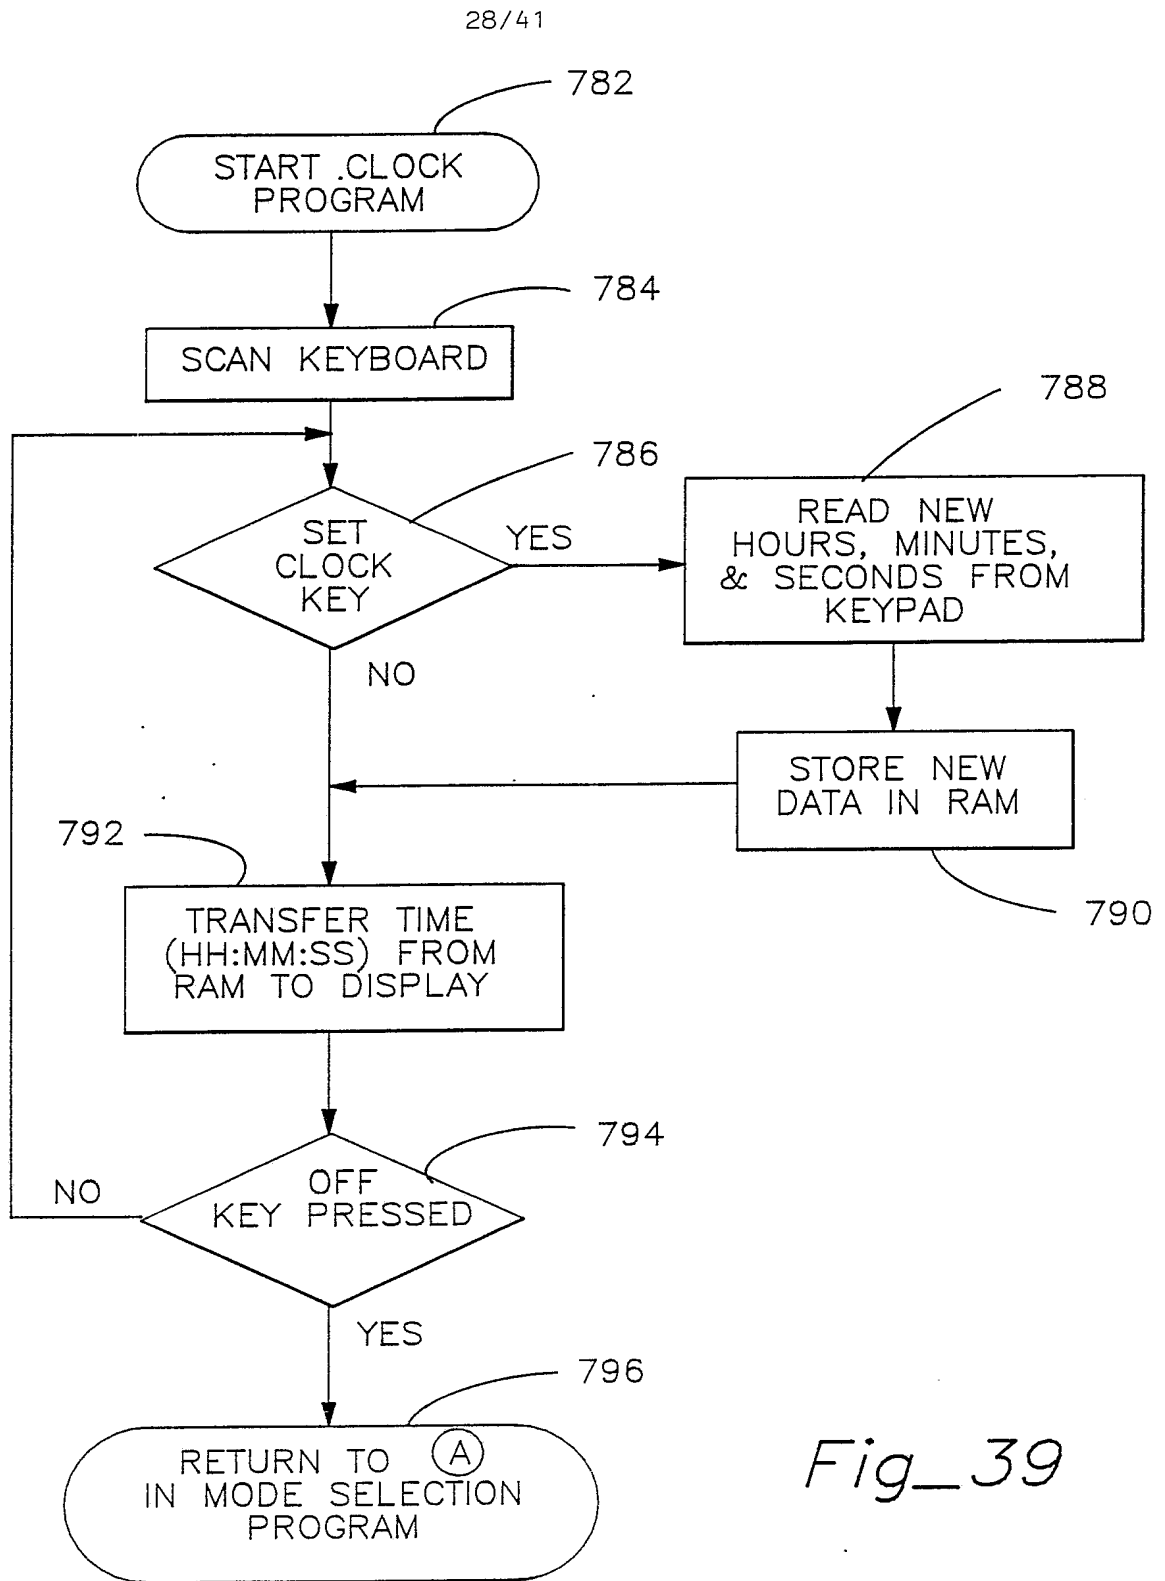 28/41
782
START .CLOCK
PROGRAM
784
SCAN KEYBOARD
788
786
SET
CLOCK
KEY
YES
READ NEW
HOURS, MINUTES,
& SECONDS FROM
KEYPAD
NO
STORE NEW
DATA IN RAM
792
790
TRANSFER TIME
(HH:MM:SS) FROM
RAM TO DISPLAY
794
OFF
KEY PRESSED
NO
YES
796
RETURN TO A
IN MODE SELECTION
PROGRAM
Fig_39